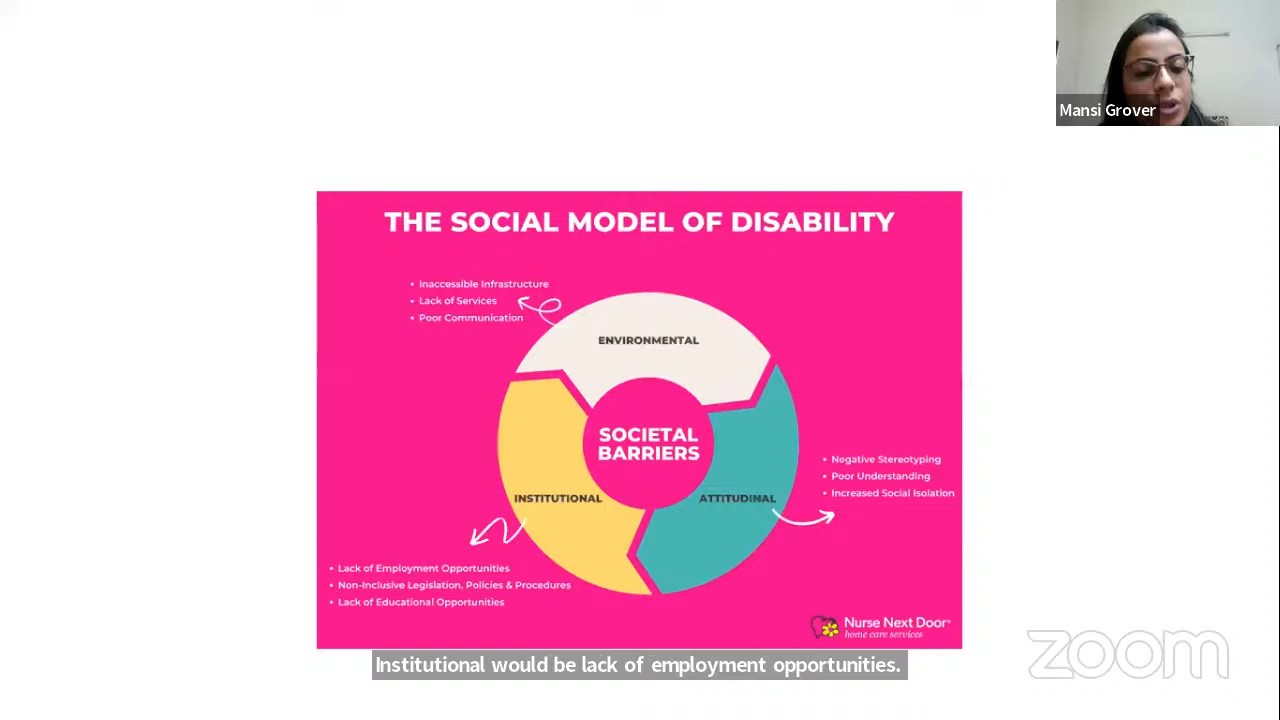 Mansi Grover
THE SOCIAL MODEL OF DISABILITY
• Inaccessible Infrastructure
• Lack of Services
• Poor Communication
ENVIRONMENTAL
SOCIETAL
BARRIERS
INSTITUTIONAL
ATTITUDINAL
• Negative Stereotyping
• Poor Understanding
• Increased Social Isolation
• Lack of Employment Opportunities
• Non-Inclusive Legislation, Policies & Procedures
• Lack of Educational Opportunities
Nurse Next Door®
home care services
Institutional would be lack of employment opportunities.
zoom